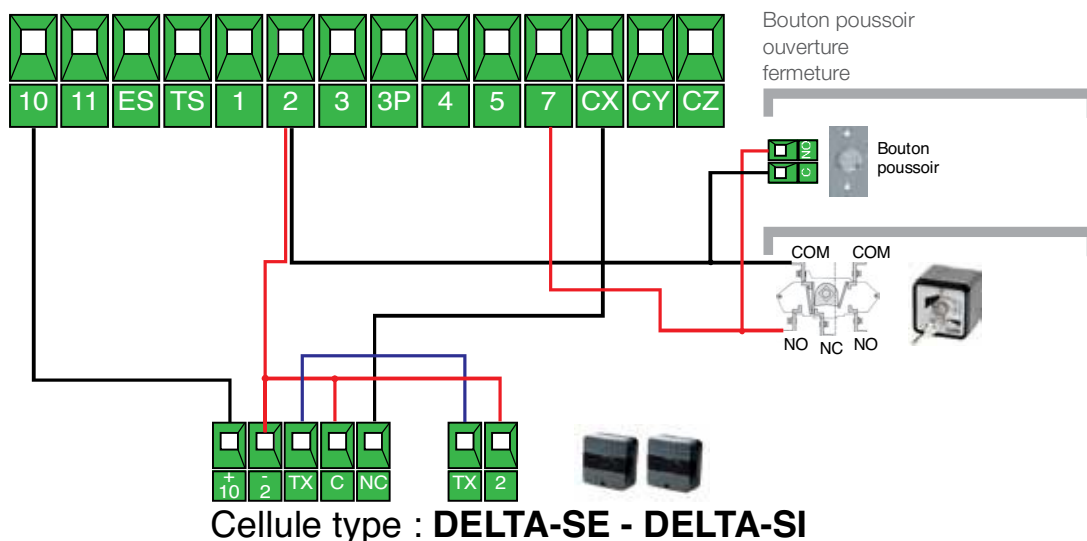 Bouton poussoir
ouverture
fermeture
10 11 ES TS 1 2 3 3P 4 5 7 CX CY CZ
NO
C
Bouton
poussoir
COM COM
NO NC NO
+ 10 - 2 TX C NC TX 2
Cellule type : DELTA-SE - DELTA-SI